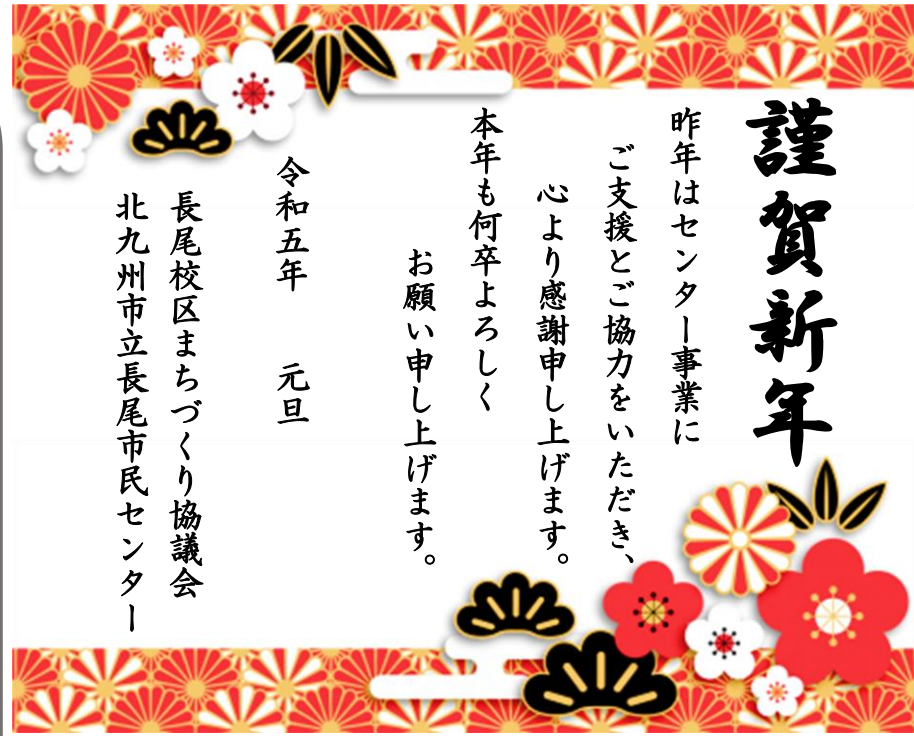 謹賀新年
昨年はセンター事業に
ご支援とご協力をいただき、
心より感謝申し上げます。
本年も何卒よろしく
お願い申し上げます。
令和五年　元旦
長尾校区まちづくり協議会
北九州市立長尾市民センター